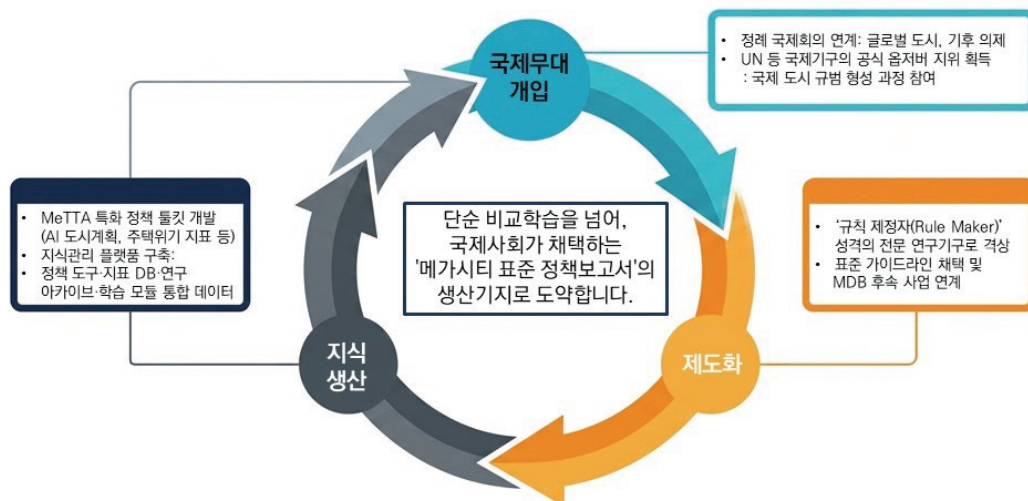 국제무대
개입
• 정례 국제회의 연계: 글로벌 도시, 기후 의제
• UN 등 국제기구의 공식 옵저버 지위 획득
: 국제 도시 규범 형성 과정 참여
• MeTTA 특화 정책 툴킷 개발
(AI 도시계획, 주택위기 지표 등)
• 지식관리 플랫폼 구축:
• 정책 도구·지표 DB·연구
아카이브·학습 모듈 통합 데이터
단순 비교학습을 넘어,
국제사회가 채택하는
'메가시티 표준 정책보고서'의
생산기지로 도약합니다.
• ‘규칙 제정자(Rule Maker)’
성격의 전문 연구기구로 격상
• 표준 가이드라인 채택 및
MDB 후속 사업 연계
지식
생산
제도화